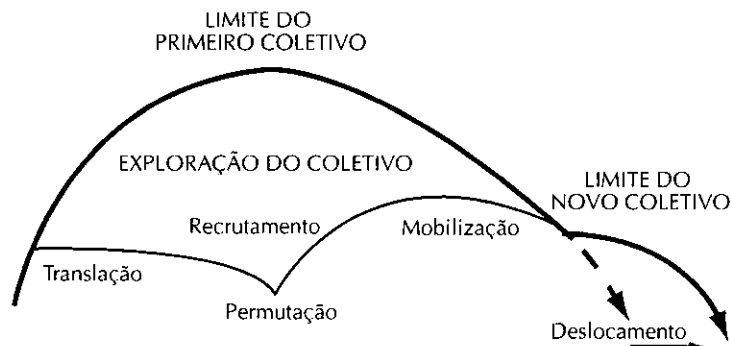 LIMITE DO
PRIMEIRO COLETIVO
EXPLORAÇÃO DO COLETIVO
LIMITE DO
NOVO COLETIVO
Recrutamento
Mobilização
Translação
Permutação
Deslocamento